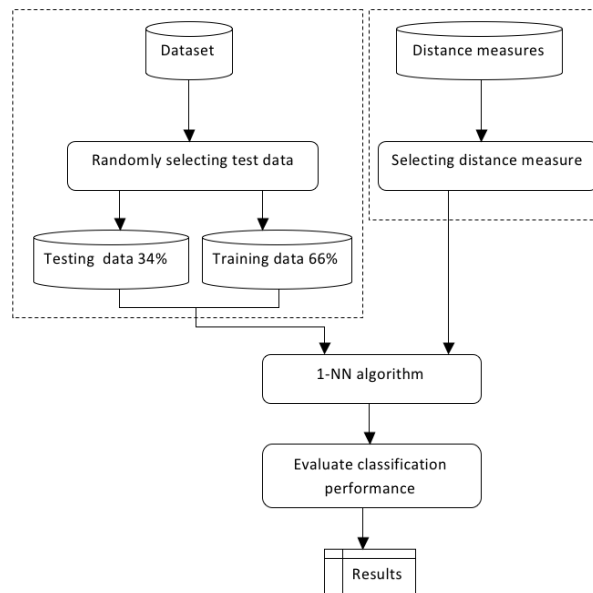 Dataset
Distance measures
Randomly selecting test data
Selecting distance measure
Testing data 34%
Training data 66%
1-NN algorithm
Evaluate classification
performance
Results